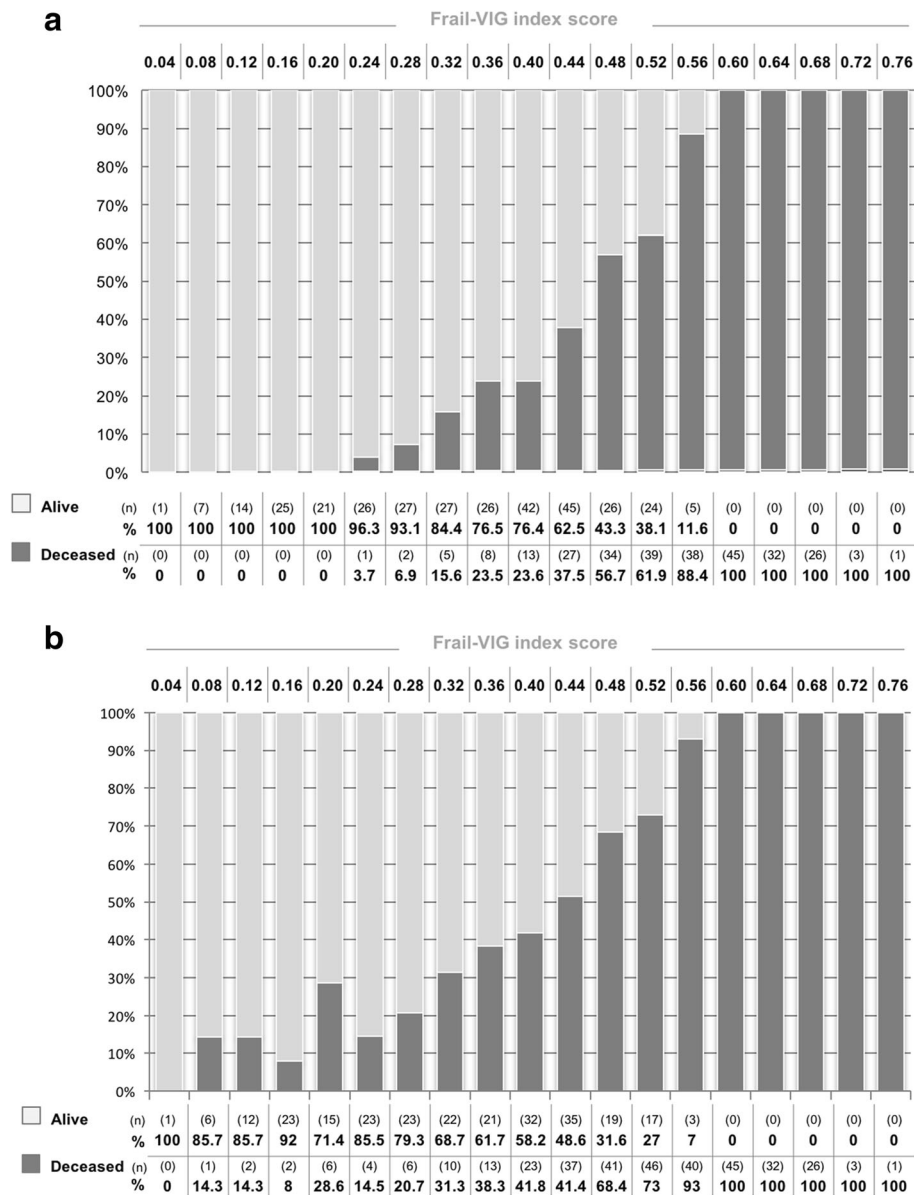 a
Frail-VIG index score
0.04 0.08 0.12 0.16 0.20 0.24 0.28 0.32 0.36 0.40 0.44 0.48 0.52 0.56 0.60 0.64 0.68 0.72 0.76
100%
90%
80%
70%
60%
50%
40%
30%
20%
10%
0%
Alive (n) (1) (7) (14) (25) (21) (26) (27) (27) (26) (42) (45) (26) (24) (5) (0) (0) (0) (0) (0)
% 100 100 100 100 100 96.3 93.1 84.4 76.5 76.4 62.5 43.3 38.1 11.6 0 0 0 0 0
Deceased (n) (0) (0) (0) (0) (0) (1) (2) (5) (8) (13) (27) (34) (39) (38) (45) (32) (26) (3) (1)
% 0 0 0 0 0 3.7 6.9 15.6 23.5 23.6 37.5 56.7 61.9 88.4 100 100 100 100 100
b
Frail-VIG index score
0.04 0.08 0.12 0.16 0.20 0.24 0.28 0.32 0.36 0.40 0.44 0.48 0.52 0.56 0.60 0.64 0.68 0.72 0.76
100%
90%
80%
70%
60%
50%
40%
30%
20%
10%
0%
Alive (n) (1) (6) (12) (23) (15) (23) (23) (22) (21) (32) (35) (19) (17) (3) (0) (0) (0) (0) (0)
% 100 85.7 85.7 92 71.4 85.5 79.3 68.7 61.7 58.2 48.6 31.6 27 7 0 0 0 0 0
Deceased (n) (0) (1) (2) (2) (6) (4) (6) (10) (13) (23) (37) (41) (46) (40) (45) (32) (26) (3) (1)
% 0 14.3 14.3 8 28.6 14.5 20.7 31.3 38.3 41.8 41.4 68.4 73 93 100 100 100 100 100